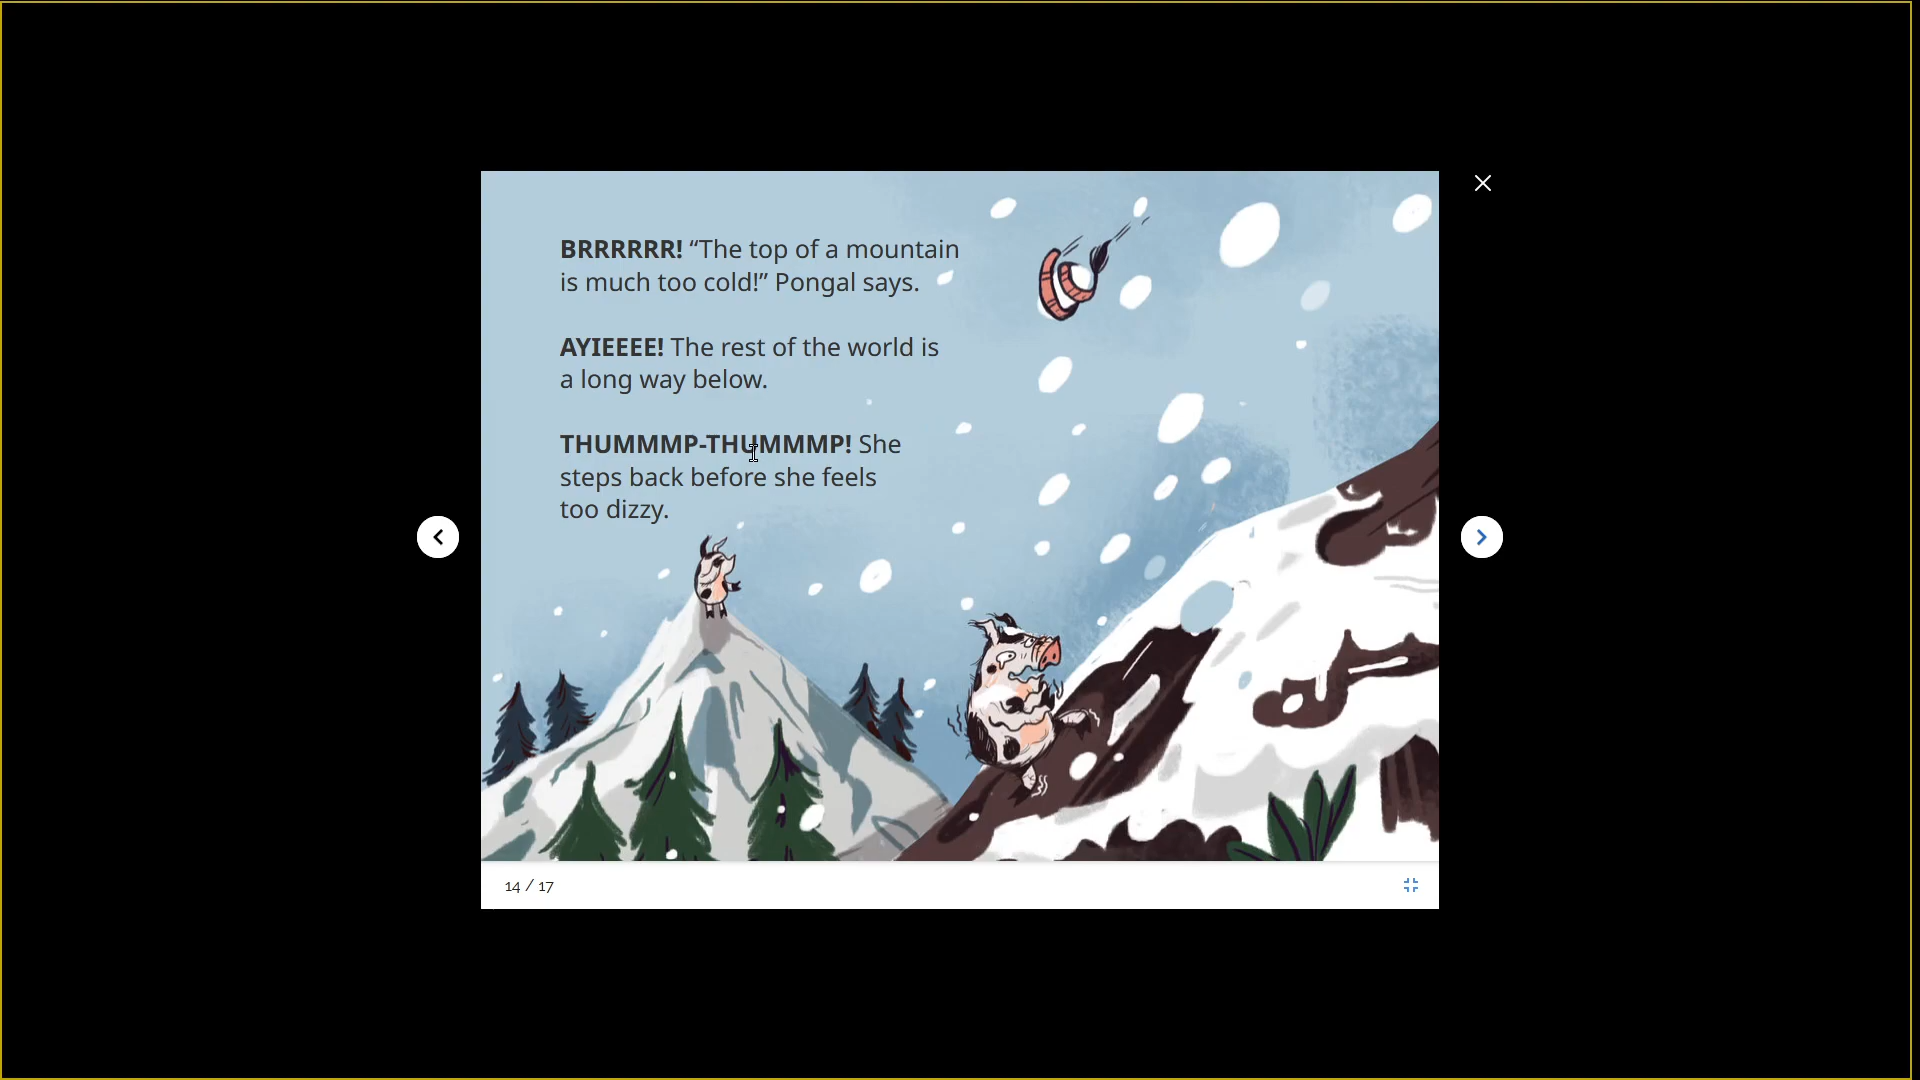 BRRRRRR! “The top of a mountain
is much too cold!” Pongal says.
AYIEEEE! The rest of the world is
a long way below.
THUMMMP-THUMMMP! She
steps back before she feels
too dizzy.
14 / 17